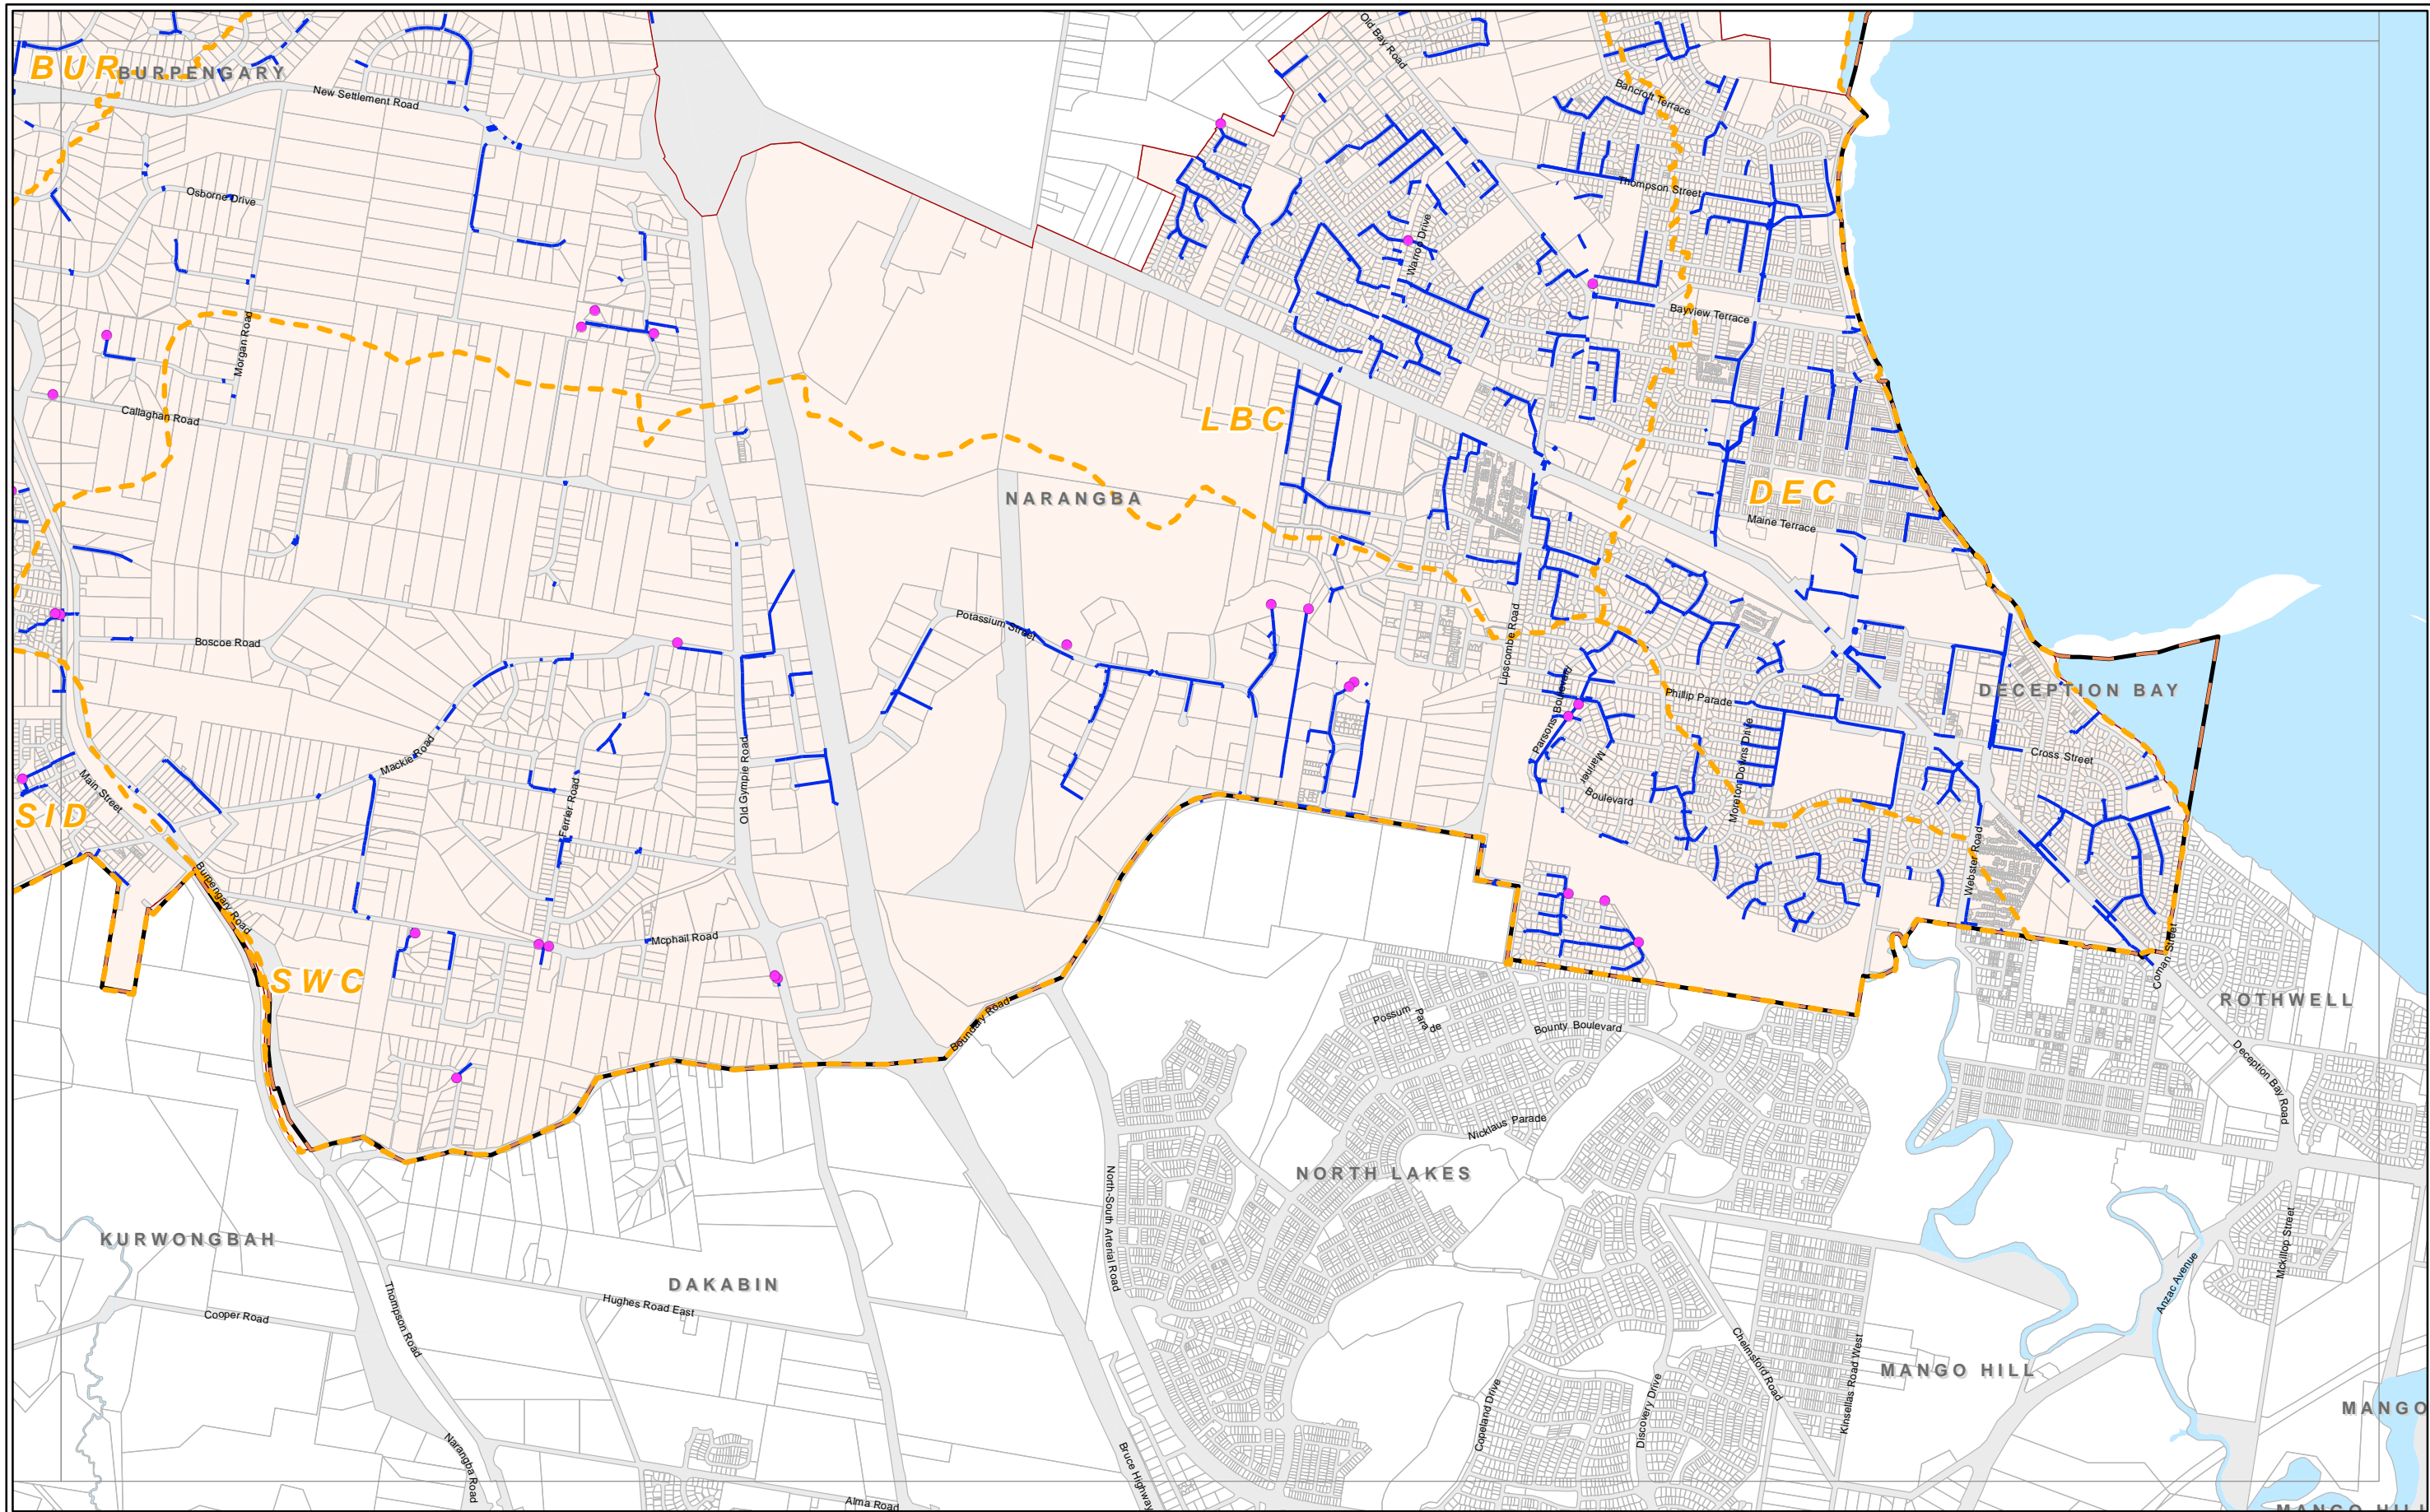 Old Bay Road
BUR
BURPENGARY
New Settlement Road
Bancroft Terrace
Osborne Drive
Thompson Street
Warrod Drive
Bayview Terrace
Morgan Road
Callaghan Road
LBC
NARANGBA
DEC
Maine Terrace
Potassium Street
Boscoe Road
Lipscombe Road
DECEPTION BAY
Phillip Parade
Parsons Boulevard
Mackie Road
Old Gympie Road
Moreton Downs Drive
Cross Street
Mariner
Boulevard
Main Street
SID
Ferrier Road
Webster Road
Burpengary Road
Mcphail Road
Coman Street
SWC
ROTHWELL
Boundary Road
Possum
Parade
Bounty Boulevard
Deception Bay
Road
Nicklaus Parade
NORTH LAKES
North-South Arterial Road
KURWONGBAH
DAKABIN
Mckillop Street
Anzac Avenue
Hughes Road East
Cooper Road
Thompson Road
Chelmsford Road
Kinsellas Road West
MANGO HILL
Copeland Drive
Discovery Drive
MANGO
Narangba Road
Bruce Highway
Alma Road
MANGO HILL